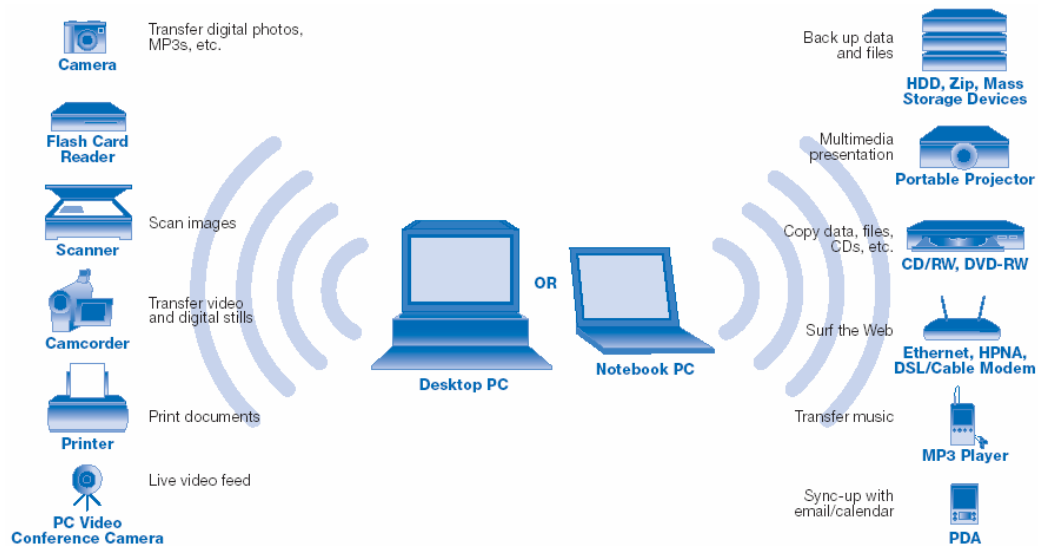 Transfer digital photos,
MP3s, etc.
Camera
Flash Card
Reader
Scan images
Scanner
Transfer video
and digital stills
Camcorder
Print documents
Printer
Live video feed
PC Video
Conference Camera
Desktop PC
OR
Notebook PC
Back up data
and files
HDD, Zip, Mass
Storage Devices
Multimedia
presentation
Portable Projector
Copy data, files,
CDs, etc.
CD/RW, DVD-RW
Surf the Web
Ethernet, HPNA,
DSL/Cable Modem
Transfer music
MP3 Player
Sync-up with
email/calendar
PDA